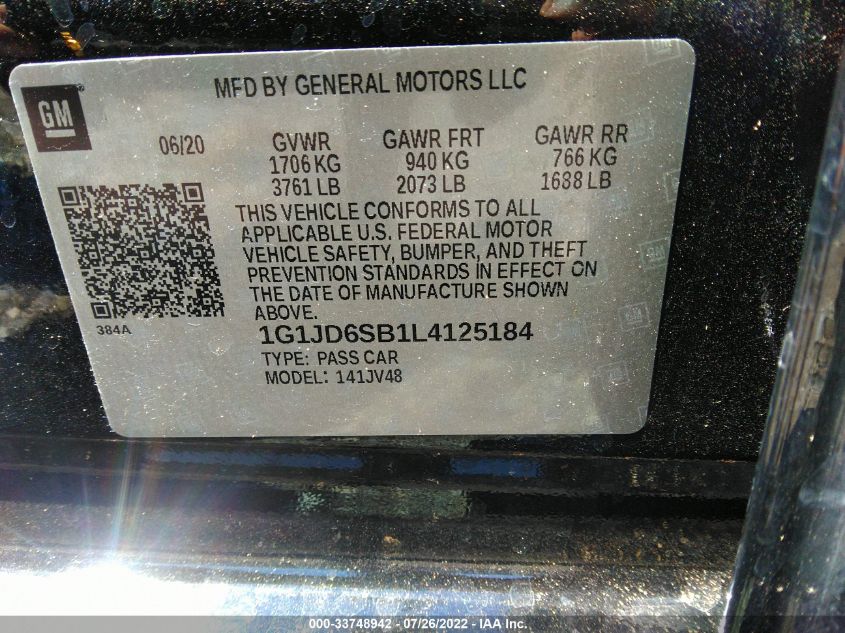 MFD BY GENERAL MOTORS LLC
GM
06/20 GVWR GAWR FRT GAWR RR
1706 KG 940 KG 766 KG
3761 LB 2073 LB 1688 LB
THIS VEHICLE CONFORMS TO ALL
APPLICABLE U.S. FEDERAL MOTOR
VEHICLE SAFETY, BUMPER, AND THEFT
PREVENTION STANDARDS IN EFFECT ON
THE DATE OF MANUFACTURE SHOWN
ABOVE.
384A
1G1JD6SB1L4125184
TYPE: PASS CAR
MODEL: 141JV48
000-33748942 - 07/26/2022 - IAA Inc.